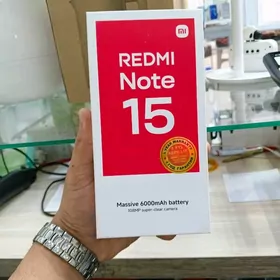 mi
REDMI
Note
15
Massive 6000mAh battery
108MP super-clear camera